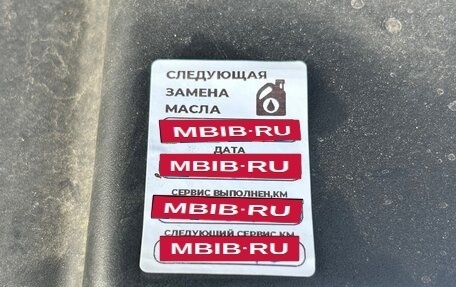 СЛЕДУЮЩАЯ
ЗАМЕНА
МАСЛА
MBIB·RU
ДАТА
MBIB·RU
СЕРВИС ВЫПОЛНЕН,КМ
MBIB·RU
СЛЕДУЮЩИЙ СЕРВИС,КМ
MBIB·RU